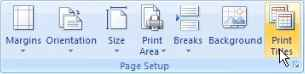 Margins Orientation Size Print Breaks Background Print
Area Titles
Page Setup